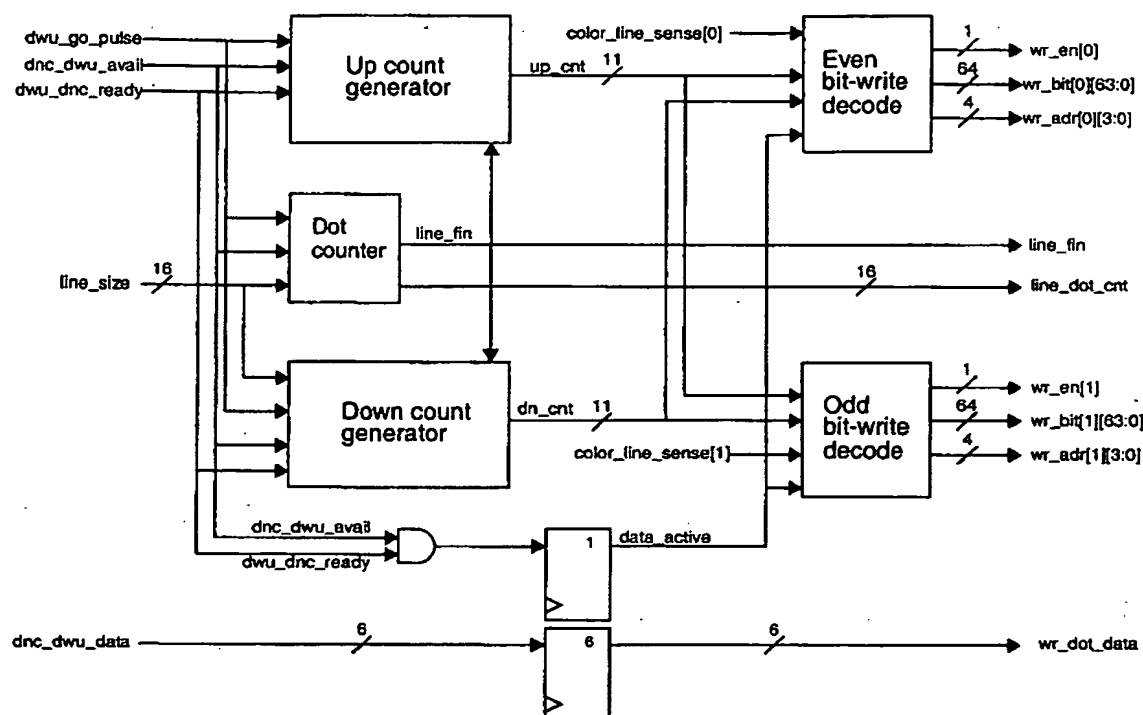 dwu_go_pulse
dnc_dwu_avail
dwu_dnc_ready
Up count
generator
up_cnt
11
color_line_sense[0]
Even
bit-write
decode
1
wr_en[0]
64
wr_bit[0][63:0]
4
wr_adr[0][3:0]
Dot
counter
line_fin
line_fin
line_size
16
16
line_dot_cnt
Down count
generator
dn_cnt
11
color_line_sense[1]
Odd
bit-write
decode
1
wr_en[1]
64
wr_bit[1][63:0]
4
wr_adr[1][3:0]
dnc_dwu_avail
dwu_dnc_ready
1
data_active
dnc_dwu_data
6
6
6
wr_dot_data